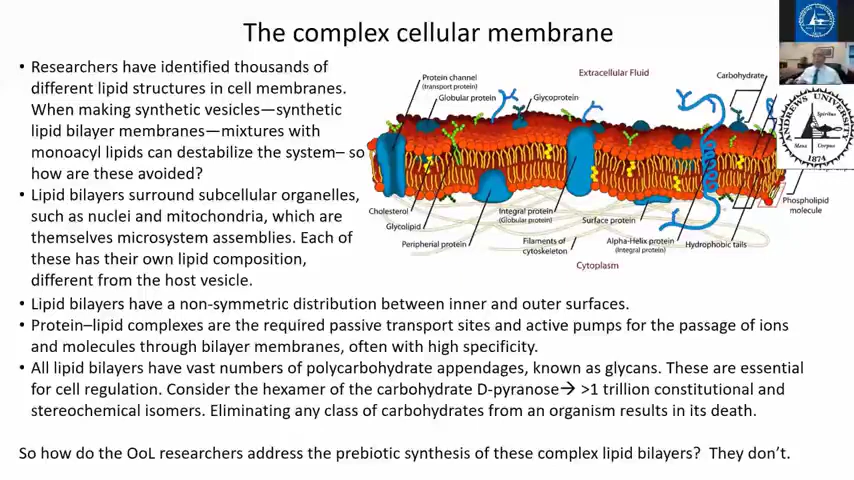 The complex cellular membrane
• Researchers have identified thousands of
different lipid structures in cell membranes.
When making synthetic vesicles—synthetic
lipid bilayer membranes—mixtures with
monoacyl lipids can destabilize the system– so
how are these avoided?
• Lipid bilayers surround subcellular organelles,
such as nuclei and mitochondria, which are
themselves microsystem assemblies. Each of
these has their own lipid composition,
different from the host vesicle.
• Lipid bilayers have a non-symmetric distribution between inner and outer surfaces.
• Protein–lipid complexes are the required passive transport sites and active pumps for the passage of ions
and molecules through bilayer membranes, often with high specificity.
• All lipid bilayers have vast numbers of polycarbohydrate appendages, known as glycans. These are essential
for cell regulation. Consider the hexamer of the carbohydrate D-pyranose→ >1 trillion constitutional and
stereochemical isomers. Eliminating any class of carbohydrates from an organism results in its death.
So how do the OoL researchers address the prebiotic synthesis of these complex lipid bilayers? They don't.
Extracellular Fluid
Protein channel
(transport protein)
Globular protein
Glycoprotein
Carbohydrate
Cholesterol
Glycolipid
Peripherial protein
Integral protein
(Globular protein)
Filaments of
cytoskeleton
Surface protein
Alpha-Helix protein
(Integral protein)
Hydrophobic tails
Phospholipid
molecule
Cytoplasm
ANDREWS UNIVERSITY
Spiritus
Mens
Corpus
1874